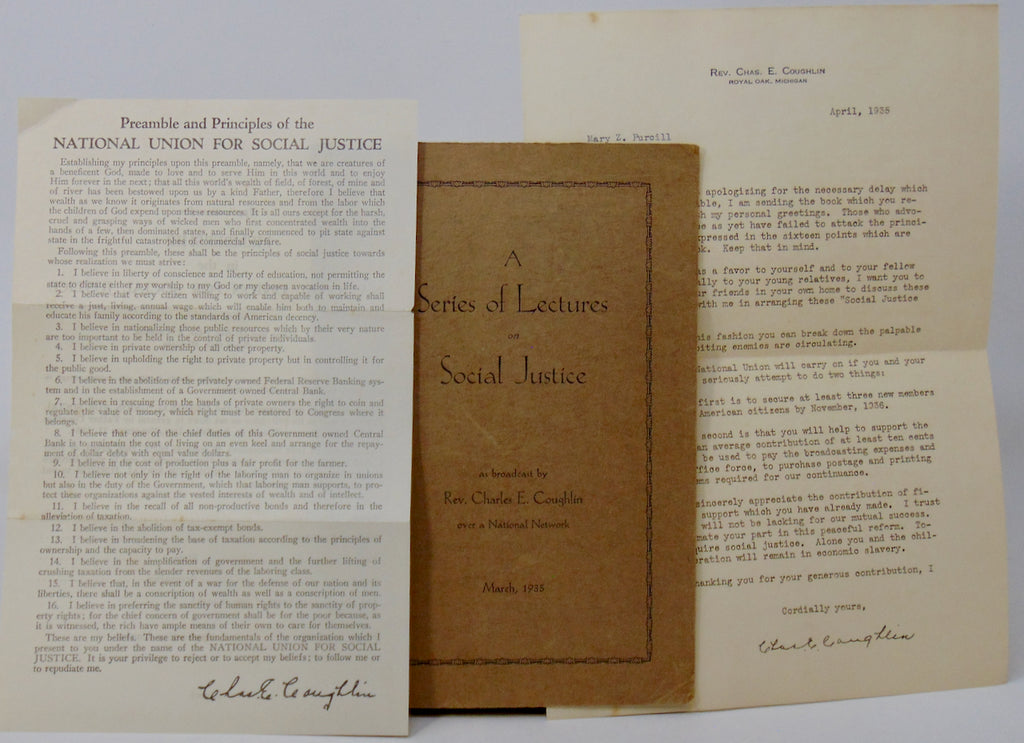 Preamble and Principles of the
NATIONAL UNION FOR SOCIAL JUSTICE
Establishing my principles upon this preamble, namely, that we are creatures of
a beneficent God, made to love and to serve Him in this world and to enjoy
Him forever in the next; that all this world's wealth of field, of forest, of mine and
of river has been bestowed upon us by a kind Father, therefore I believe that
wealth as we know it originates from natural resources and from the labor which
the children of God expend upon these resources. It is all ours except for the harsh,
cruel and grasping ways of wicked men who first concentrated wealth into the
hands of a few, then dominated states, and finally commenced to pit state against
state in the frightful catastrophes of commercial warfare.
Following this preamble, these shall be the principles of social justice towards
whose realization we must strive:
1. I believe in liberty of conscience and liberty of education, not permitting the
state to dictate either my worship to my God or my chosen avocation in life.
2. I believe that every citizen willing to work and capable of working shall
receive a just, living, annual wage which will enable him both to maintain and
educate his family according to the standards of American decency.
3. I believe in nationalizing those public resources which by their very nature
are too important to be held in the control of private individuals.
4. I believe in private ownership of all other property.
5. I believe in upholding the right to private property but in controlling it for
the public good.
6. I believe in the abolition of the privately owned Federal Reserve Banking sys-
tem and in the establishment of a Government owned Central Bank.
7. I believe in rescuing from the hands of private owners the right to coin and
regulate the value of money, which right must be restored to Congress where it
belongs.
8. I believe that one of the chief duties of this Government owned Central
Bank is to maintain the cost of living on an even keel and arrange for the repay-
ment of dollar debts with equal value dollars.
9. I believe in the cost of production plus a fair profit for the farmer.
10. I believe not only in the right of the laboring man to organize in unions
but also in the duty of the Government, which that laboring man supports, to pro-
tect these organizations against the vested interests of wealth and of intellect.
11. I believe in the recall of all non-productive bonds and therefore in the
alleviation of taxation.
12. I believe in the abolition of tax-exempt bonds.
13. I believe in broadening the base of taxation according to the principles of
ownership and the capacity to pay.
14. I believe in the simplification of government and the further lifting of
crushing taxation from the slender revenues of the laboring class.
15. I believe that, in the event of a war for the defense of our nation and its
liberties, there shall be a conscription of wealth as well as a conscription of men.
16. I believe in preferring the sanctity of human rights to the sanctity of prop-
erty rights; for the chief concern of government shall be for the poor because, as
it is witnessed, the rich have ample means of their own to care for themselves.
These are my beliefs. These are the fundamentals of the organization which I
present to you under the name of the NATIONAL UNION FOR SOCIAL
JUSTICE. It is your privilege to reject or to accept my beliefs; to follow me or
to repudiate me.
Chas E. Coughlin
A
Series of Lectures
on
Social Justice
as broadcast by
Rev. Charles E. Coughlin
over a National Network
March, 1935
REV. CHAS. E. COUGHLIN
ROYAL OAK, MICHIGAN
April, 1936
Mary Z. Purcill
apologizing for the necessary delay which
ble, I am sending the book which you re-
h my personal greetings. Those who advo-
e as yet have failed to attack the princi-
pressed in the sixteen points which are
k. Keep that in mind.
s a favor to yourself and to your fellow
ally to your young relatives, I want you to
ur friends in your own home to discuss these
with me in arranging these "Social Justice
is fashion you can break down the palpable
iting enemies are circulating.
National Union will carry on if you and your
seriously attempt to do two things:
first is to secure at least three new members
American citizens by November, 1936.
second is that you will help to support the
an average contribution of at least ten cents
be used to pay the broadcasting expenses and
fice force, to purchase postage and printing
ms required for our continuance.
sincerely appreciate the contribution of fi-
support which you have already made. I trust
will not be lacking for our mutual success.
mate your part in this peaceful reform. To-
quire social justice. Alone you and the chil-
ration will remain in economic slavery.
hanking you for your generous contribution, I
Cordially yours,
Chas E. Coughlin